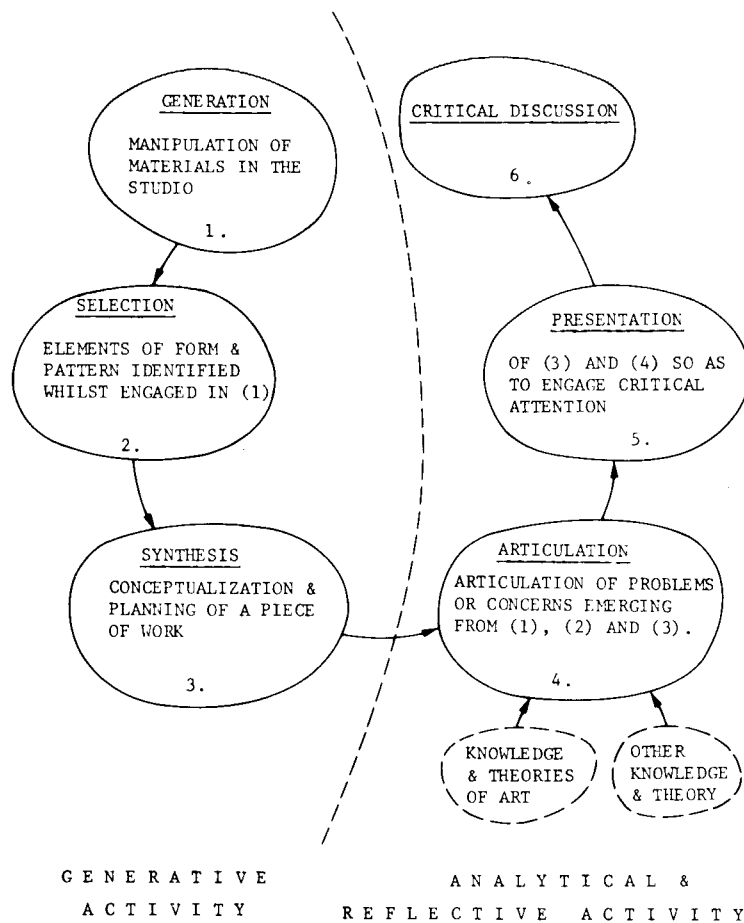 GENERATION
MANIPULATION OF
MATERIALS IN THE
STUDIO
1.
SELECTION
ELEMENTS OF FORM &
PATTERN IDENTIFIED
WHILST ENGAGED IN (1)
2.
SYNTHESIS
CONCEPTUALIZATION &
PLANNING OF A PIECE
OF WORK
3.
ARTICULATION
ARTICULATION OF PROBLEMS
OR CONCERNS EMERGING
FROM (1), (2) AND (3).
4.
KNOWLEDGE
& THEORIES
OF ART
OTHER
KNOWLEDGE
& THEORY
PRESENTATION
OF (3) AND (4) SO AS
TO ENGAGE CRITICAL
ATTENTION
5.
CRITICAL DISCUSSION
6.
GENERATIVE
ACTIVITY
ANALYTICAL &
REFLECTIVE ACTIVITY